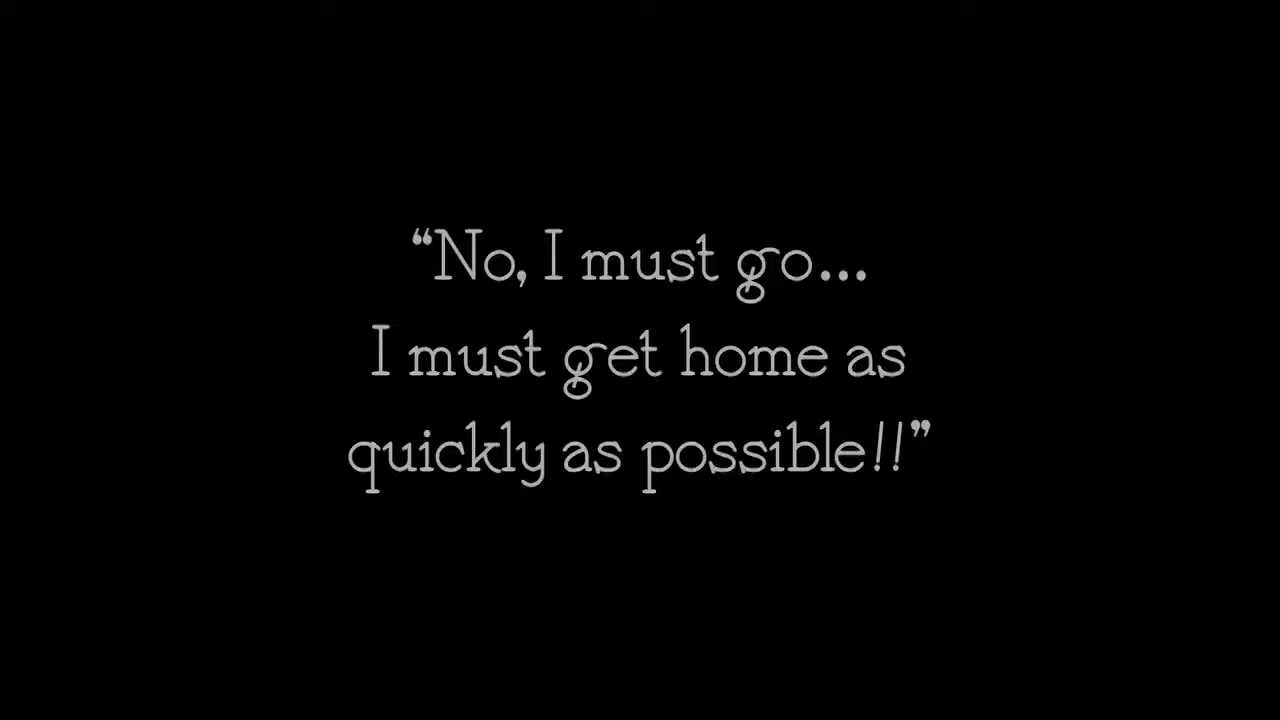 “No, I must go...
I must get home as
quickly as possible!!”